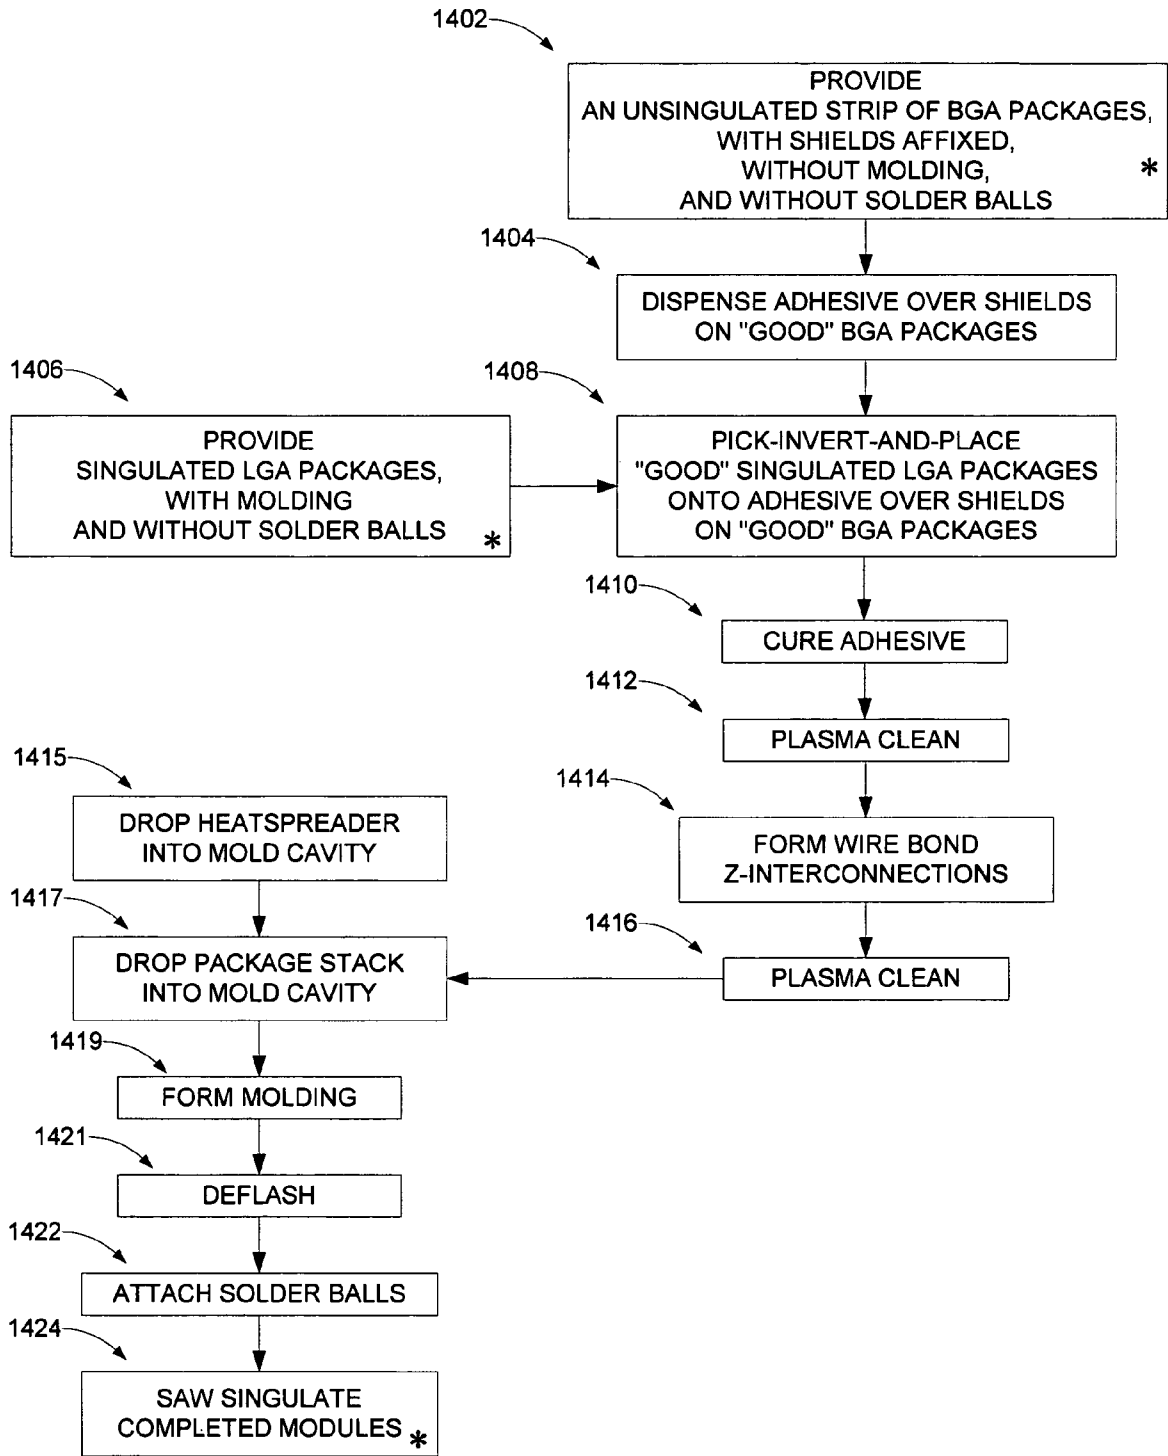 1402
PROVIDE
AN UNSINGULATED STRIP OF BGA PACKAGES,
WITH SHIELDS AFFIXED,
WITHOUT MOLDING,
AND WITHOUT SOLDER BALLS
*
1404
DISPENSE ADHESIVE OVER SHIELDS
ON "GOOD" BGA PACKAGES
1406
PROVIDE
SINGULATED LGA PACKAGES,
WITH MOLDING
AND WITHOUT SOLDER BALLS
*
1408
PICK-INVERT-AND-PLACE
"GOOD" SINGULATED LGA PACKAGES
ONTO ADHESIVE OVER SHIELDS
ON "GOOD" BGA PACKAGES
1410
CURE ADHESIVE
1412
PLASMA CLEAN
1414
FORM WIRE BOND
Z-INTERCONNECTIONS
1416
PLASMA CLEAN
1415
DROP HEATSPREADER
INTO MOLD CAVITY
1417
DROP PACKAGE STACK
INTO MOLD CAVITY
1419
FORM MOLDING
1421
DEFLASH
1422
ATTACH SOLDER BALLS
1424
SAW SINGULATE
COMPLETED MODULES
*